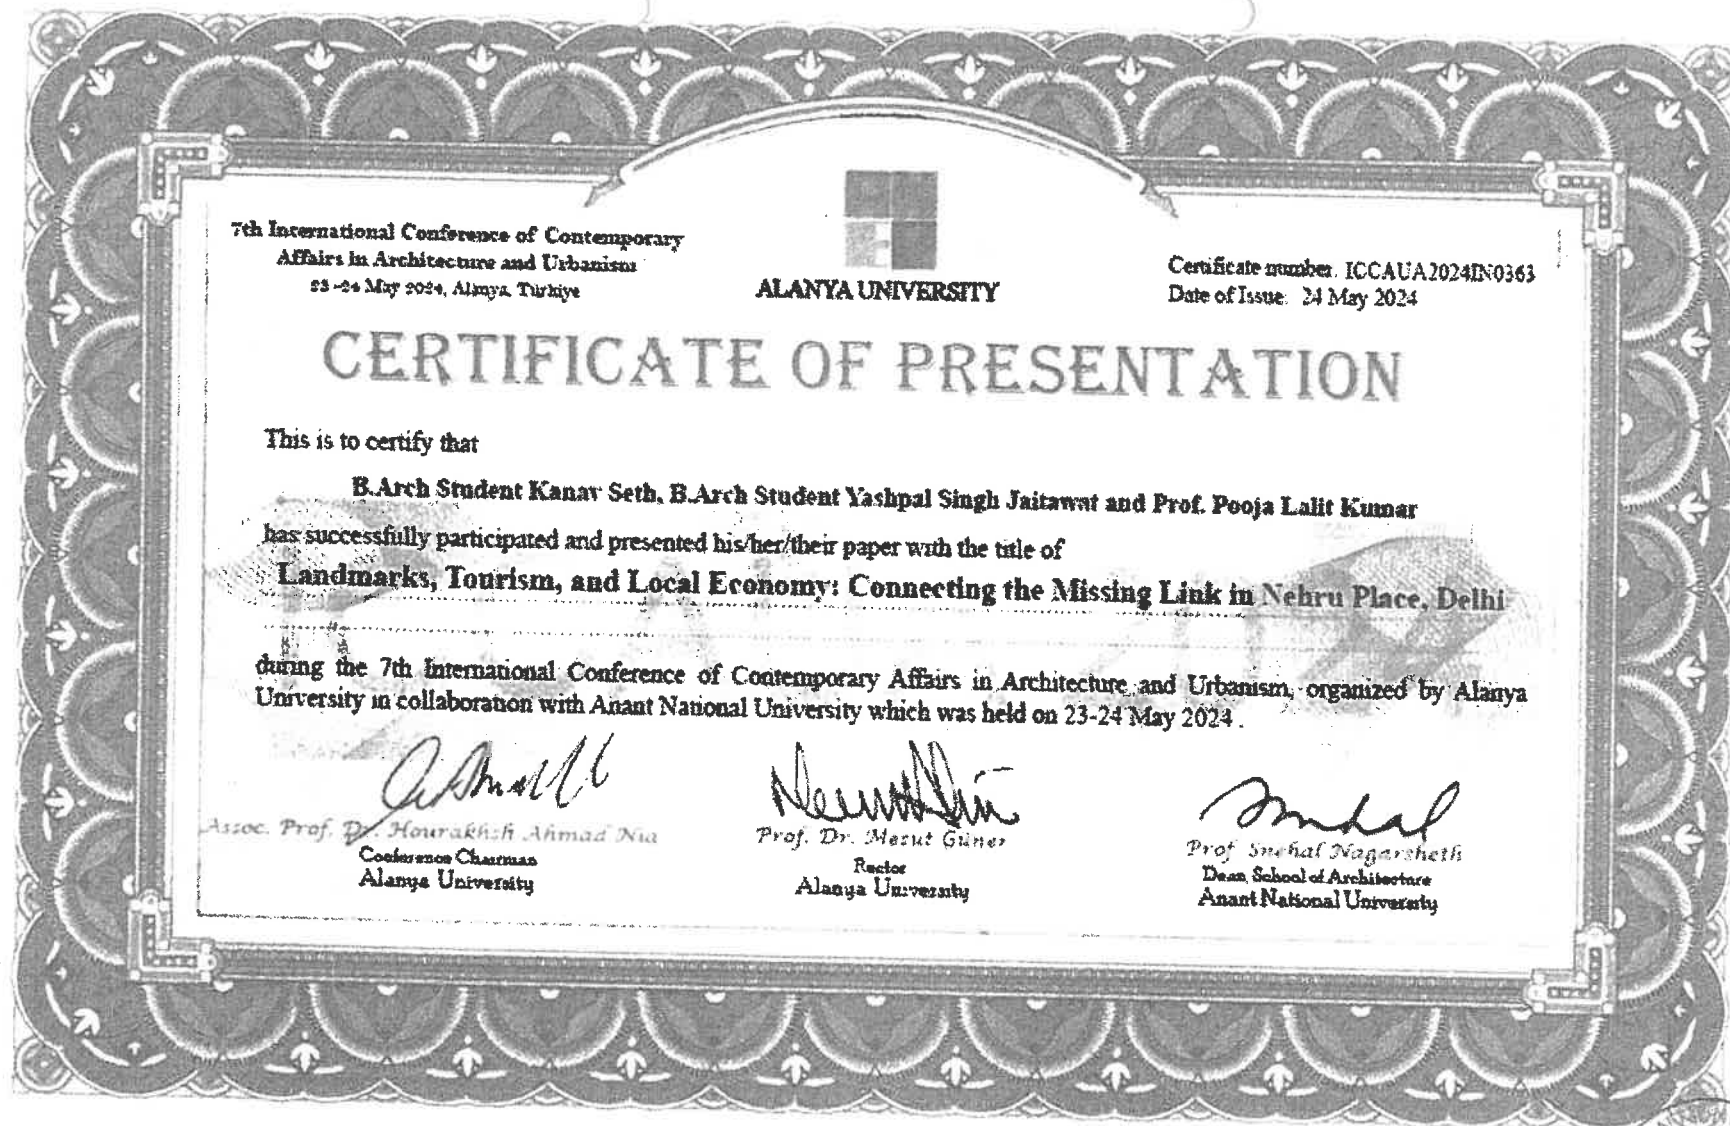 7th International Conference of Contemporary
Affairs in Architecture and Urbanism
23-24 May 2024, Alanya, Türkiye
ALANYA UNIVERSITY
Certificate number. ICCAUA2024IN0363
Date of Issue: 24 May 2024
CERTIFICATE OF PRESENTATION
This is to certify that
B.Arch Student Kanav Seth, B.Arch Student Yashpal Singh Jaitawat and Prof. Pooja Lalit Kumar
has successfully participated and presented his/her/their paper with the title of
Landmarks, Tourism, and Local Economy: Connecting the Missing Link in Nehru Place, Delhi
during the 7th International Conference of Contemporary Affairs in Architecture and Urbanism, organized by Alanya
University in collaboration with Anant National University which was held on 23-24 May 2024 .
Assoc. Prof. Dr. Hourakhsh Ahmad Nia
Conference Chairman
Alanya University
Prof. Dr. Mesut Güner
Rector
Alanya University
Prof Snehal Nagarsheth
Dean, School of Architecture
Anant National University